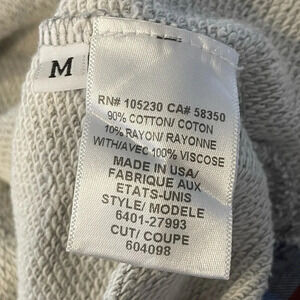 M
RN# 105230 CA# 58350
90% COTTON/ COTON
10% RAYON/ RAYONNE
WITH/AVEC 100% VISCOSE
MADE IN USA/
FABRIQUE AUX
ETATS-UNIS
STYLE/ MODELE
6401-27993
CUT/ COUPE
604098